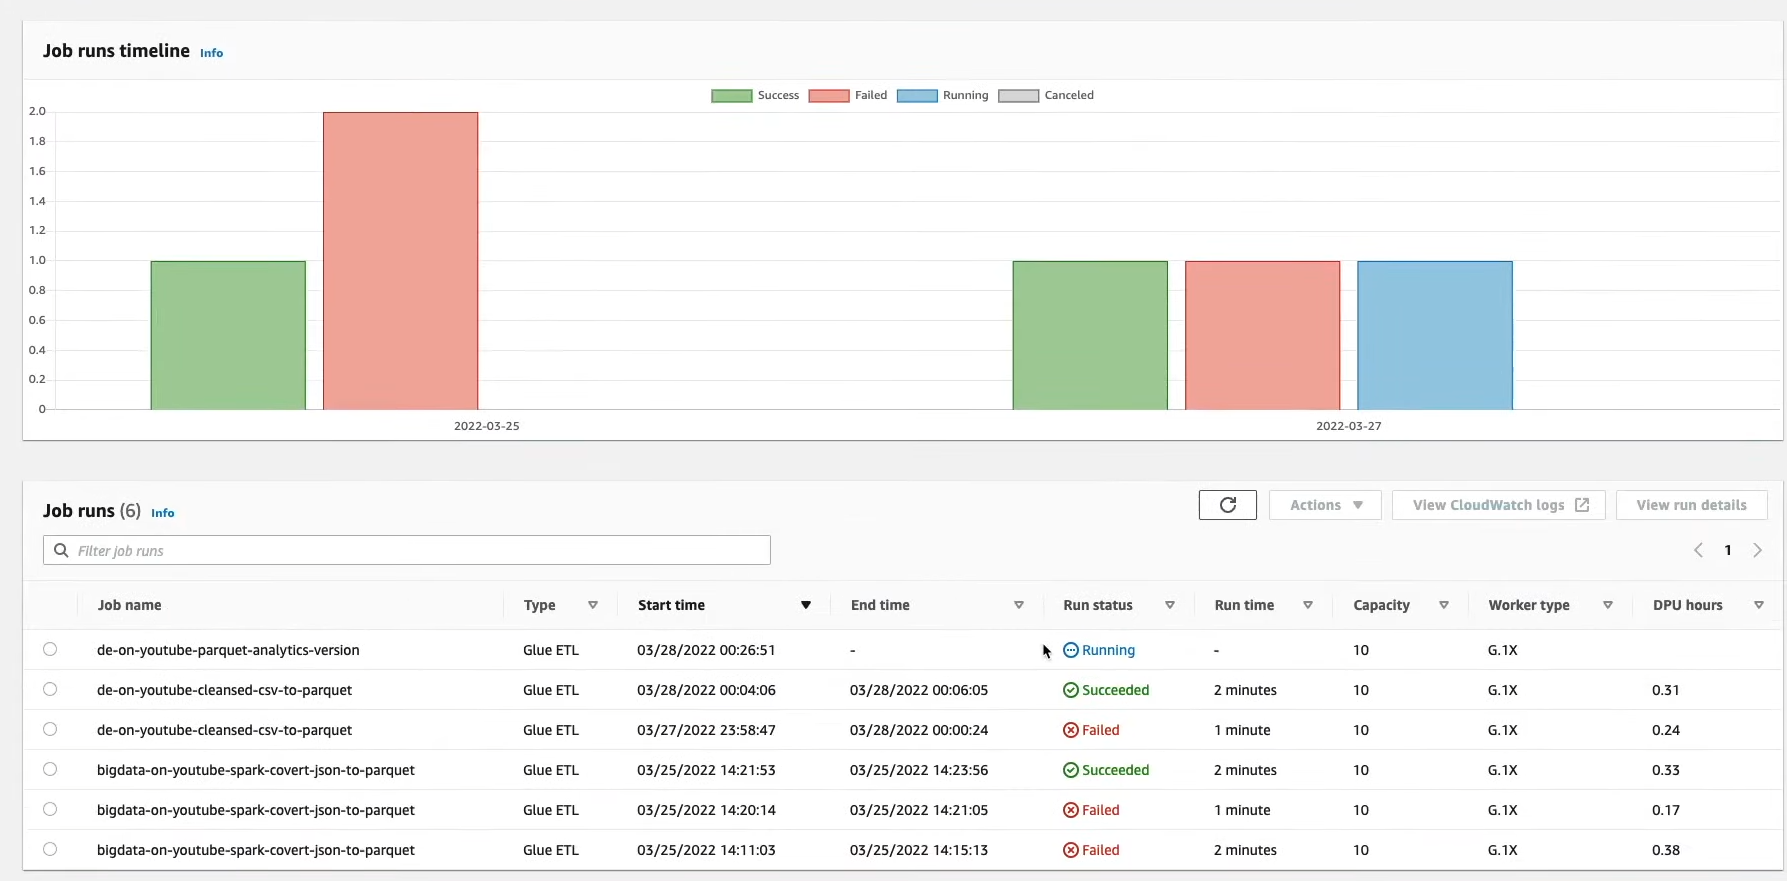 Job runs timeline Info
Success Failed Running Canceled
2.0
1.8
1.6
1.4
1.2
1.0
0.8
0.6
0.4
0.2
0
2022-03-25 2022-03-27
Job runs (6) Info Actions View CloudWatch logs View run details
Filter job runs 1
Job name Type Start time End time Run status Run time Capacity Worker type DPU hours
de-on-youtube-parquet-analytics-version Glue ETL 03/28/2022 00:26:51 - Running - 10 G.1X
de-on-youtube-cleansed-csv-to-parquet Glue ETL 03/28/2022 00:04:06 03/28/2022 00:06:05 Succeeded 2 minutes 10 G.1X 0.31
de-on-youtube-cleansed-csv-to-parquet Glue ETL 03/27/2022 23:58:47 03/28/2022 00:00:24 Failed 1 minute 10 G.1X 0.24
bigdata-on-youtube-spark-covert-json-to-parquet Glue ETL 03/25/2022 14:21:53 03/25/2022 14:23:56 Succeeded 2 minutes 10 G.1X 0.33
bigdata-on-youtube-spark-covert-json-to-parquet Glue ETL 03/25/2022 14:20:14 03/25/2022 14:21:05 Failed 1 minute 10 G.1X 0.17
bigdata-on-youtube-spark-covert-json-to-parquet Glue ETL 03/25/2022 14:11:03 03/25/2022 14:15:13 Failed 2 minutes 10 G.1X 0.38